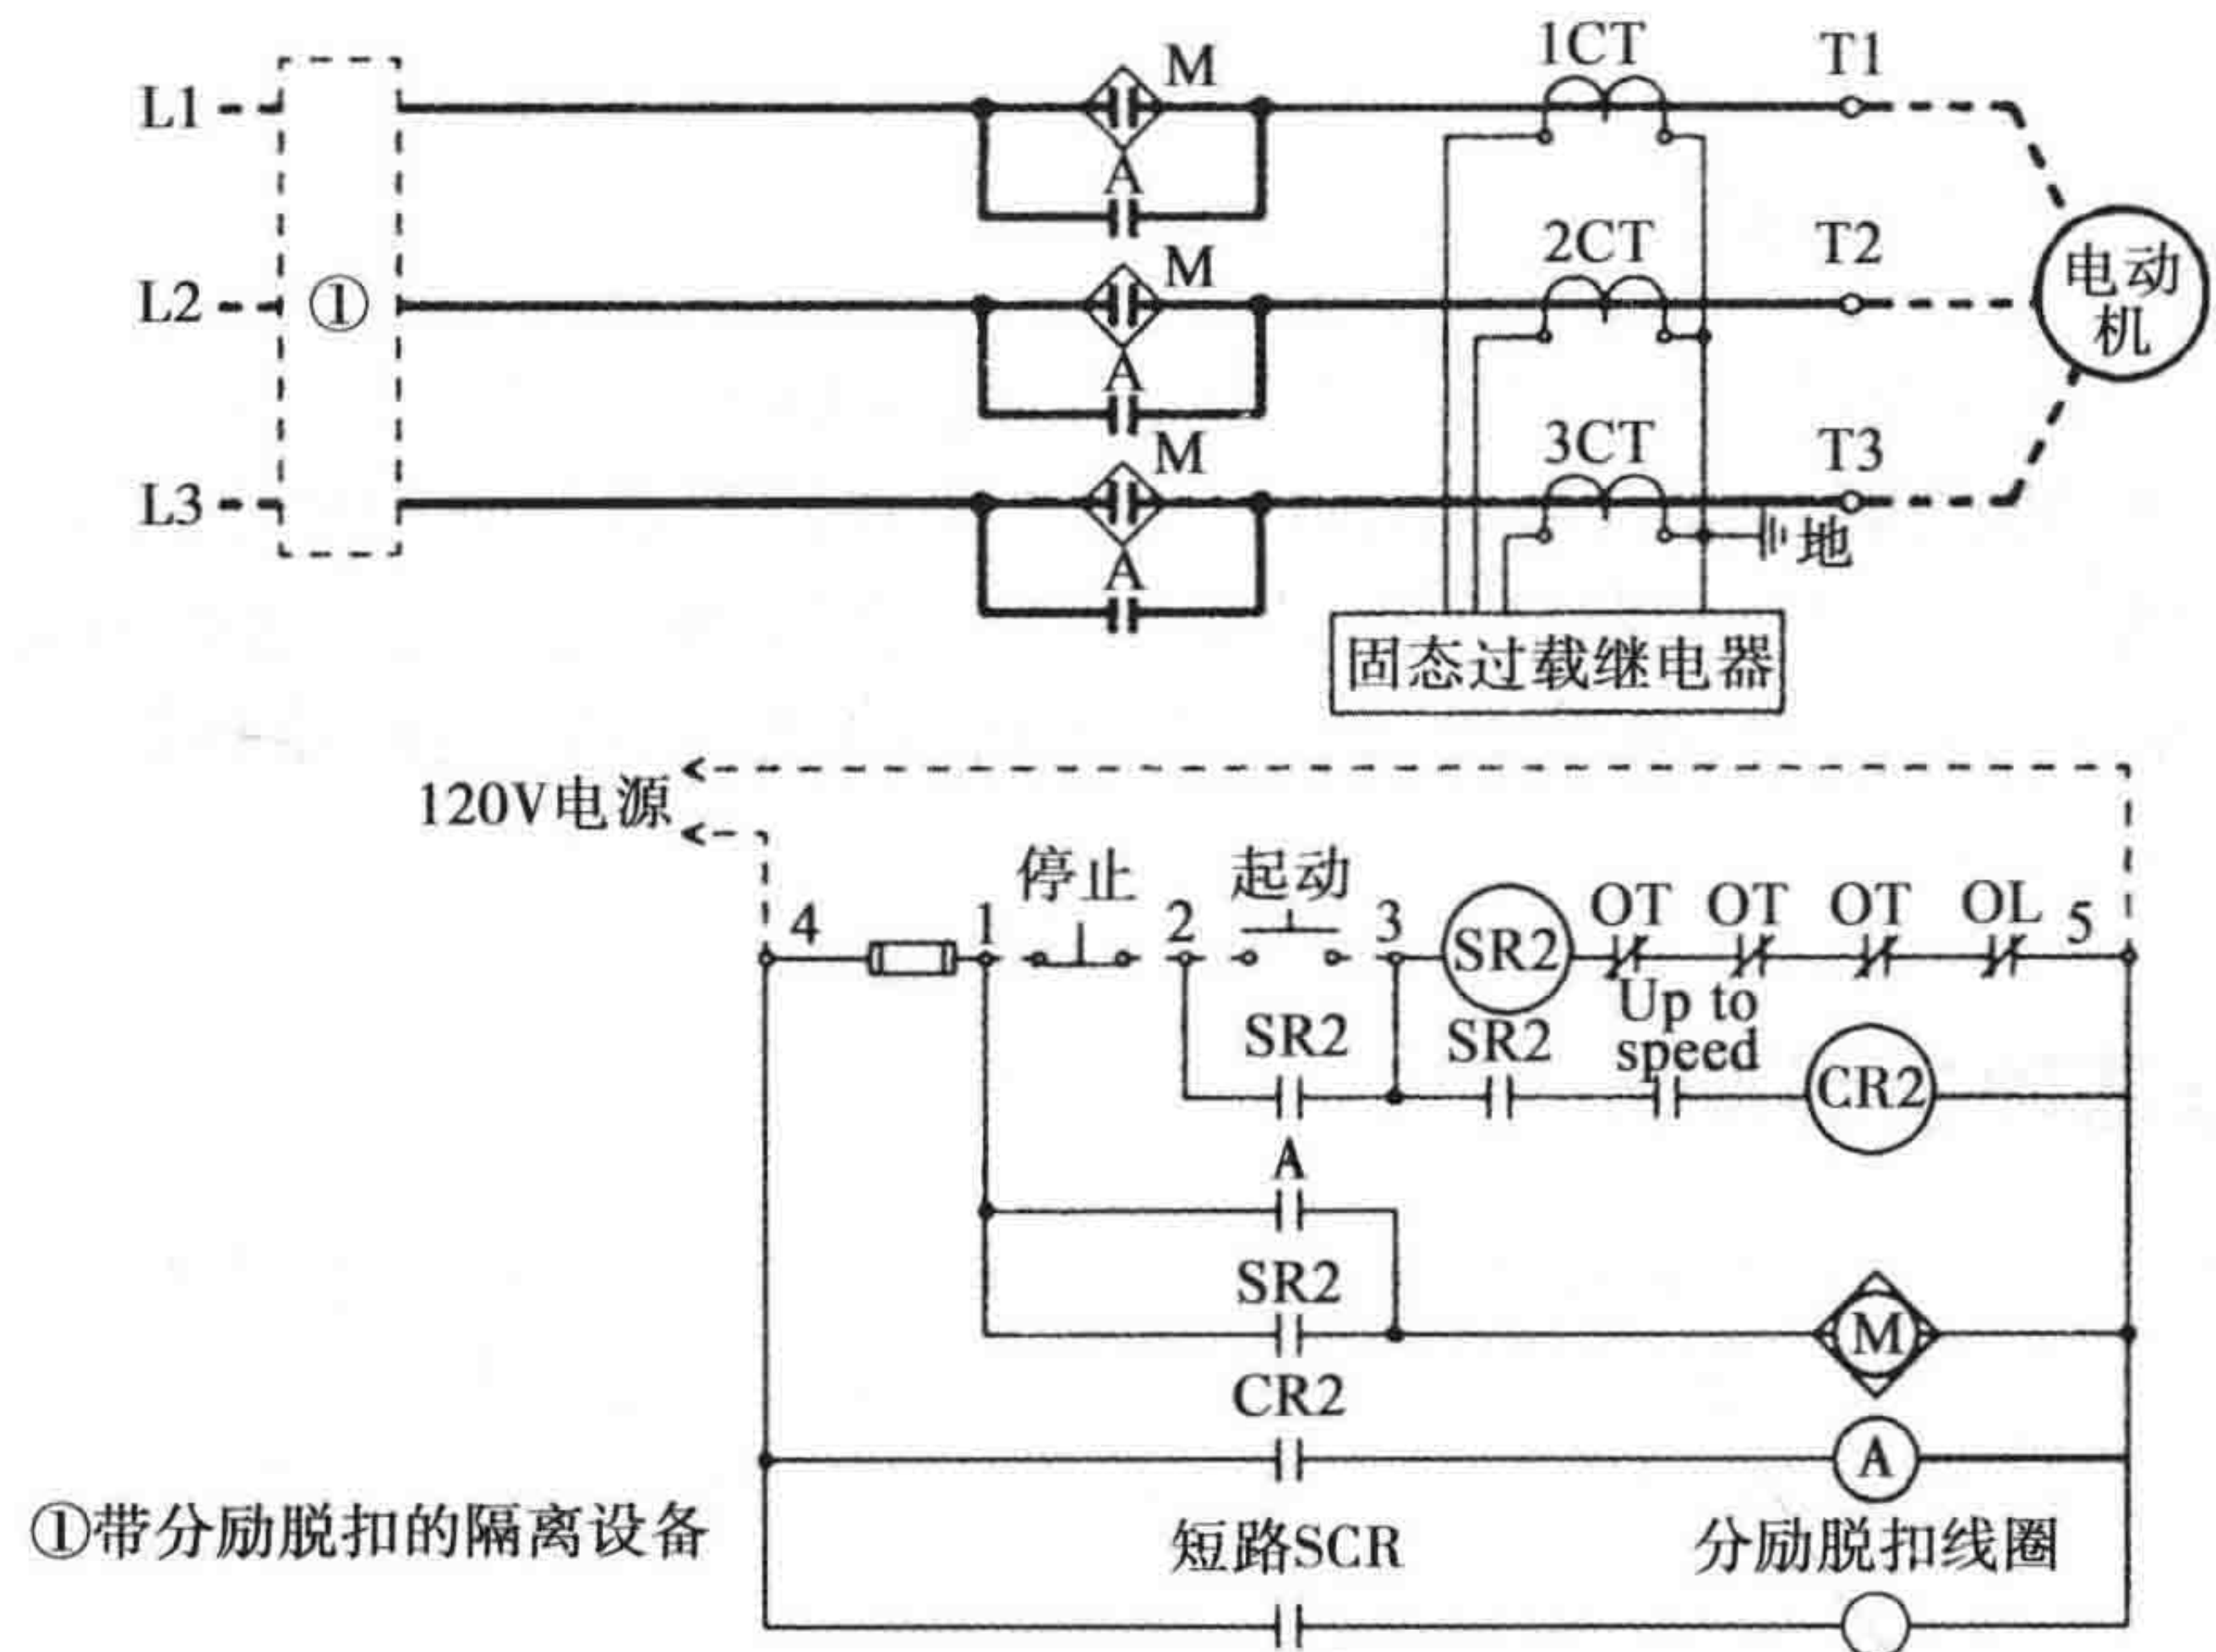 M
1CT
T1
L1
A
M
2CT
T2
L2
①
电动
机
A
M
3CT
T3
L3
A
地
固态过载继电器
120V电源
停止
起动
4
1
2
3
SR2
OT
OT
OT
OL
5
SR2
SR2
Up to
speed
CR2
A
SR2
M
CR2
A
①带分励脱扣的隔离设备
短路SCR
分励脱扣线圈